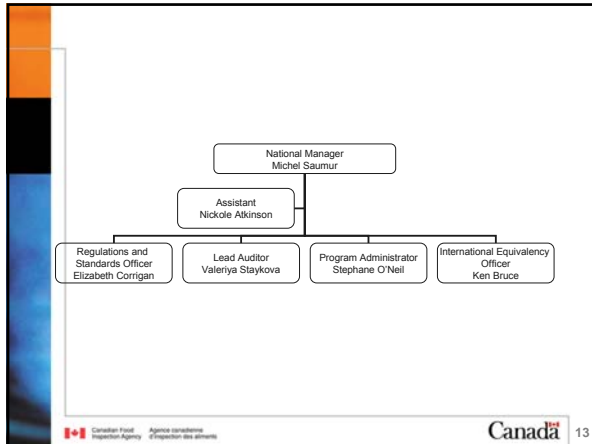 National Manager
Michel Saumur
Assistant
Nickole Atkinson
Regulations and
Standards Officer
Elizabeth Corrigan
Lead Auditor
Valeriya Staykova
Program Administrator
Stephane O'Neil
International Equivalency
Officer
Ken Bruce
Canadian Food
Inspection Agency
Agence canadienne
d'inspection des aliments
Canada
13